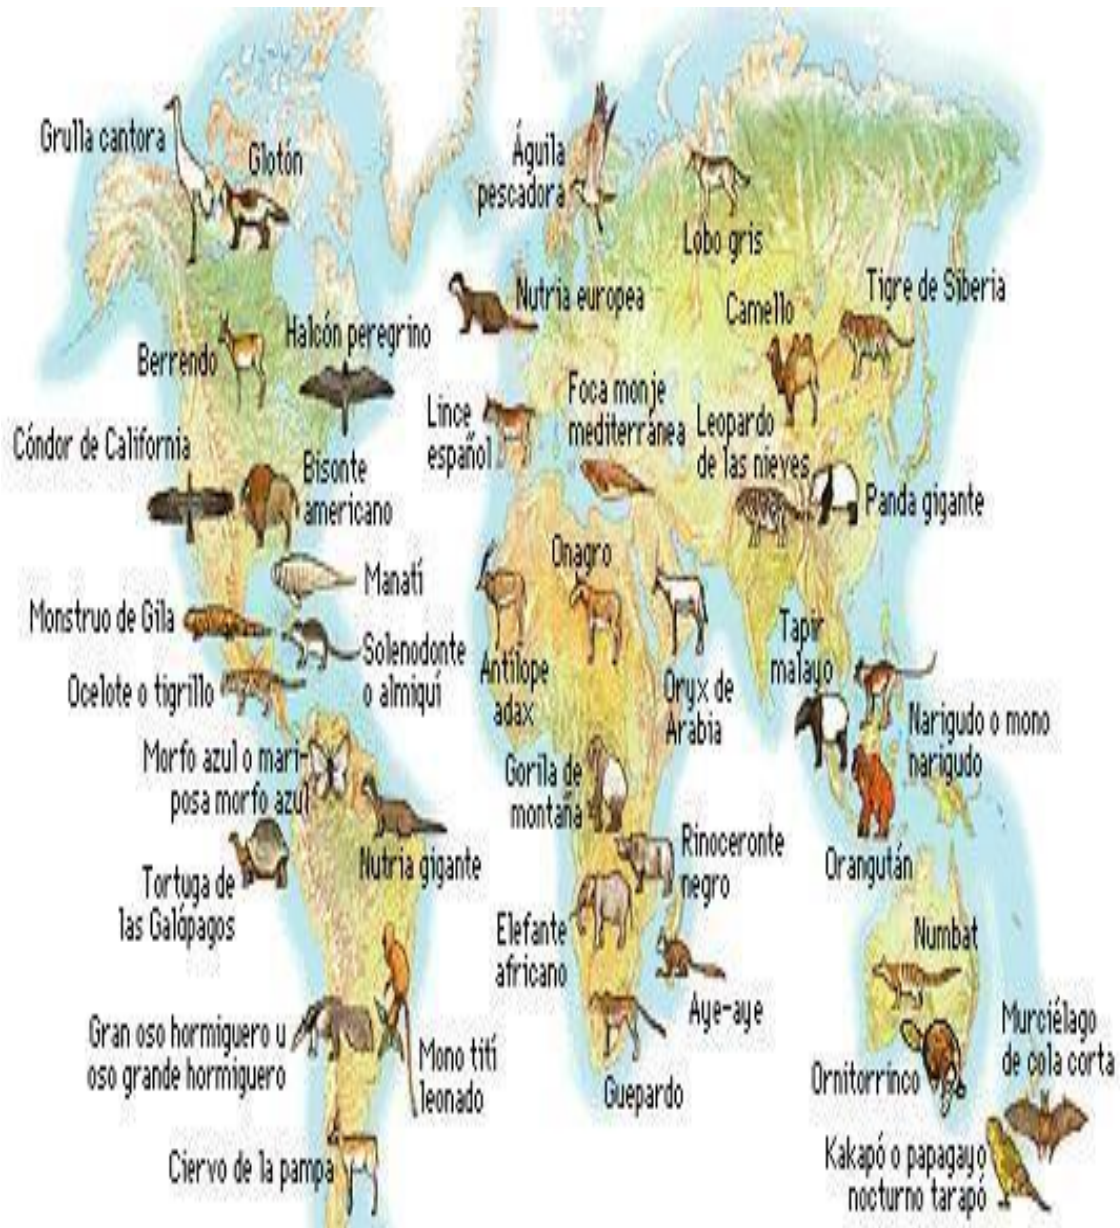 Grulla cantora
Glotón
Águila
pescadora
Lobo gris
Nutria europea
Tigre de Siberia
Camello
Berrendo
Halcón peregrino
Lince
español
Foca monje
mediterránea
Leopardo
de las nieves
Panda gigante
Cóndor de California
Bisonte
americano
Manatí
Onagro
Monstruo de Gila
Solenodonte
o almiquí
Ocelote o tigrillo
Antílope
adax
Oryx de
Arabia
Tapir
malayo
Narigudo o mono
narigudo
Morfo azul o mari-
posa morfo azul
Gorila de
montaña
Nutria gigante
Rinoceronte
negro
Orangután
Tortuga de
las Galápagos
Elefante
africano
Numbat
Aye-aye
Gran oso hormiguero u
oso grande hormiguero
Mono tití
leonado
Guepardo
Ornitorrinco
Murciélago
de cola corta
Ciervo de la pampa
Kakapó o papagayo
nocturno tarapó